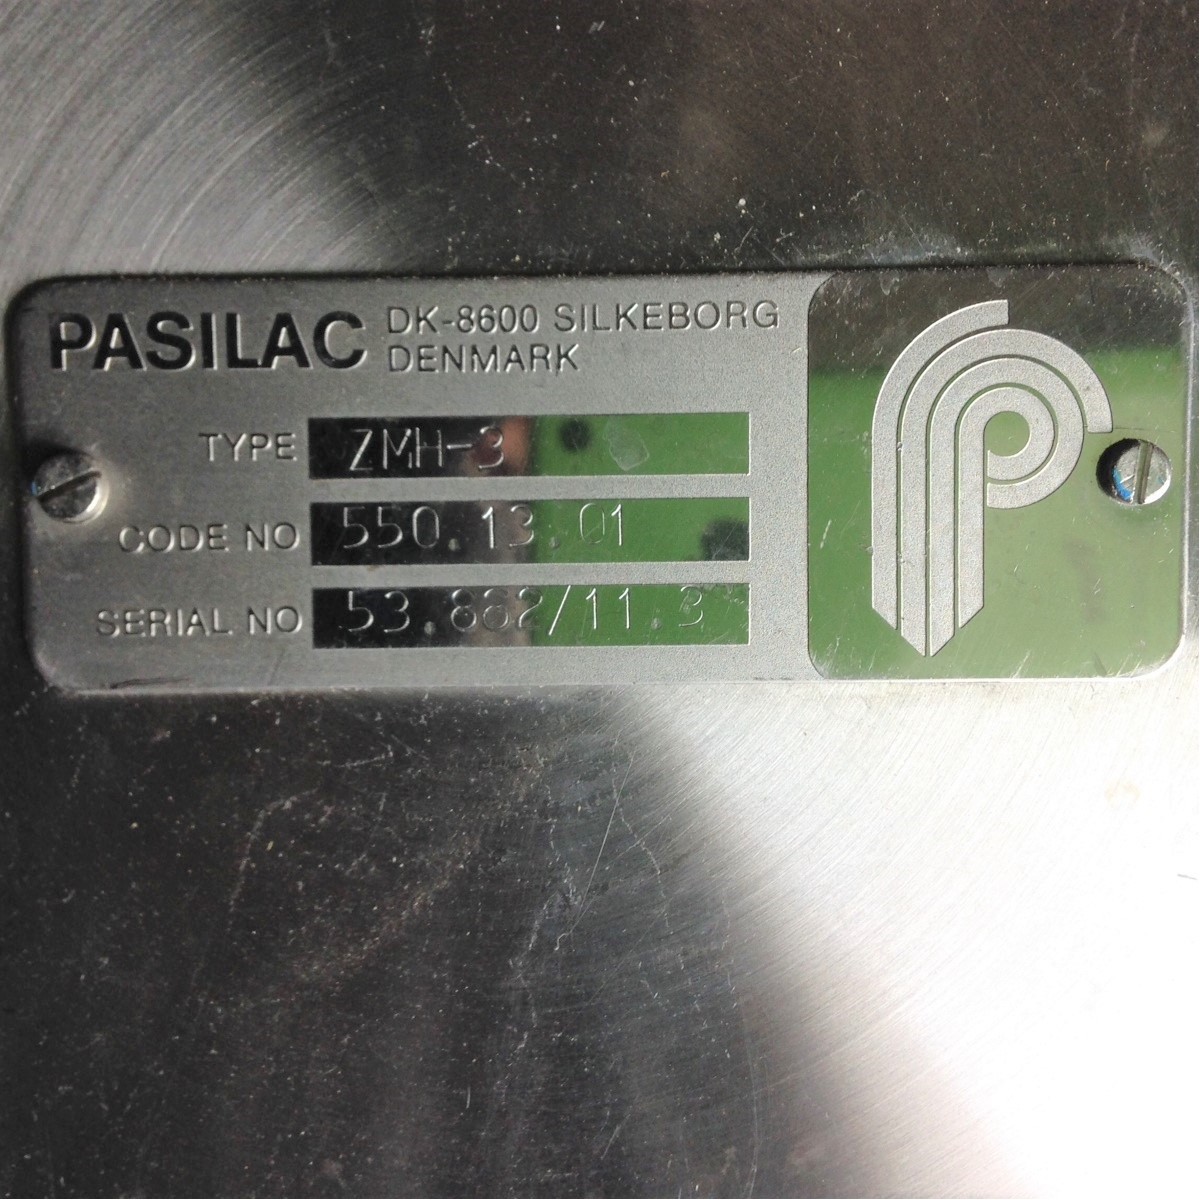 PASILAC DK-8600 SILKEBORG
DENMARK
TYPE ZMH-3
CODE NO 550.13.01
SERIAL NO 53.882/11.3